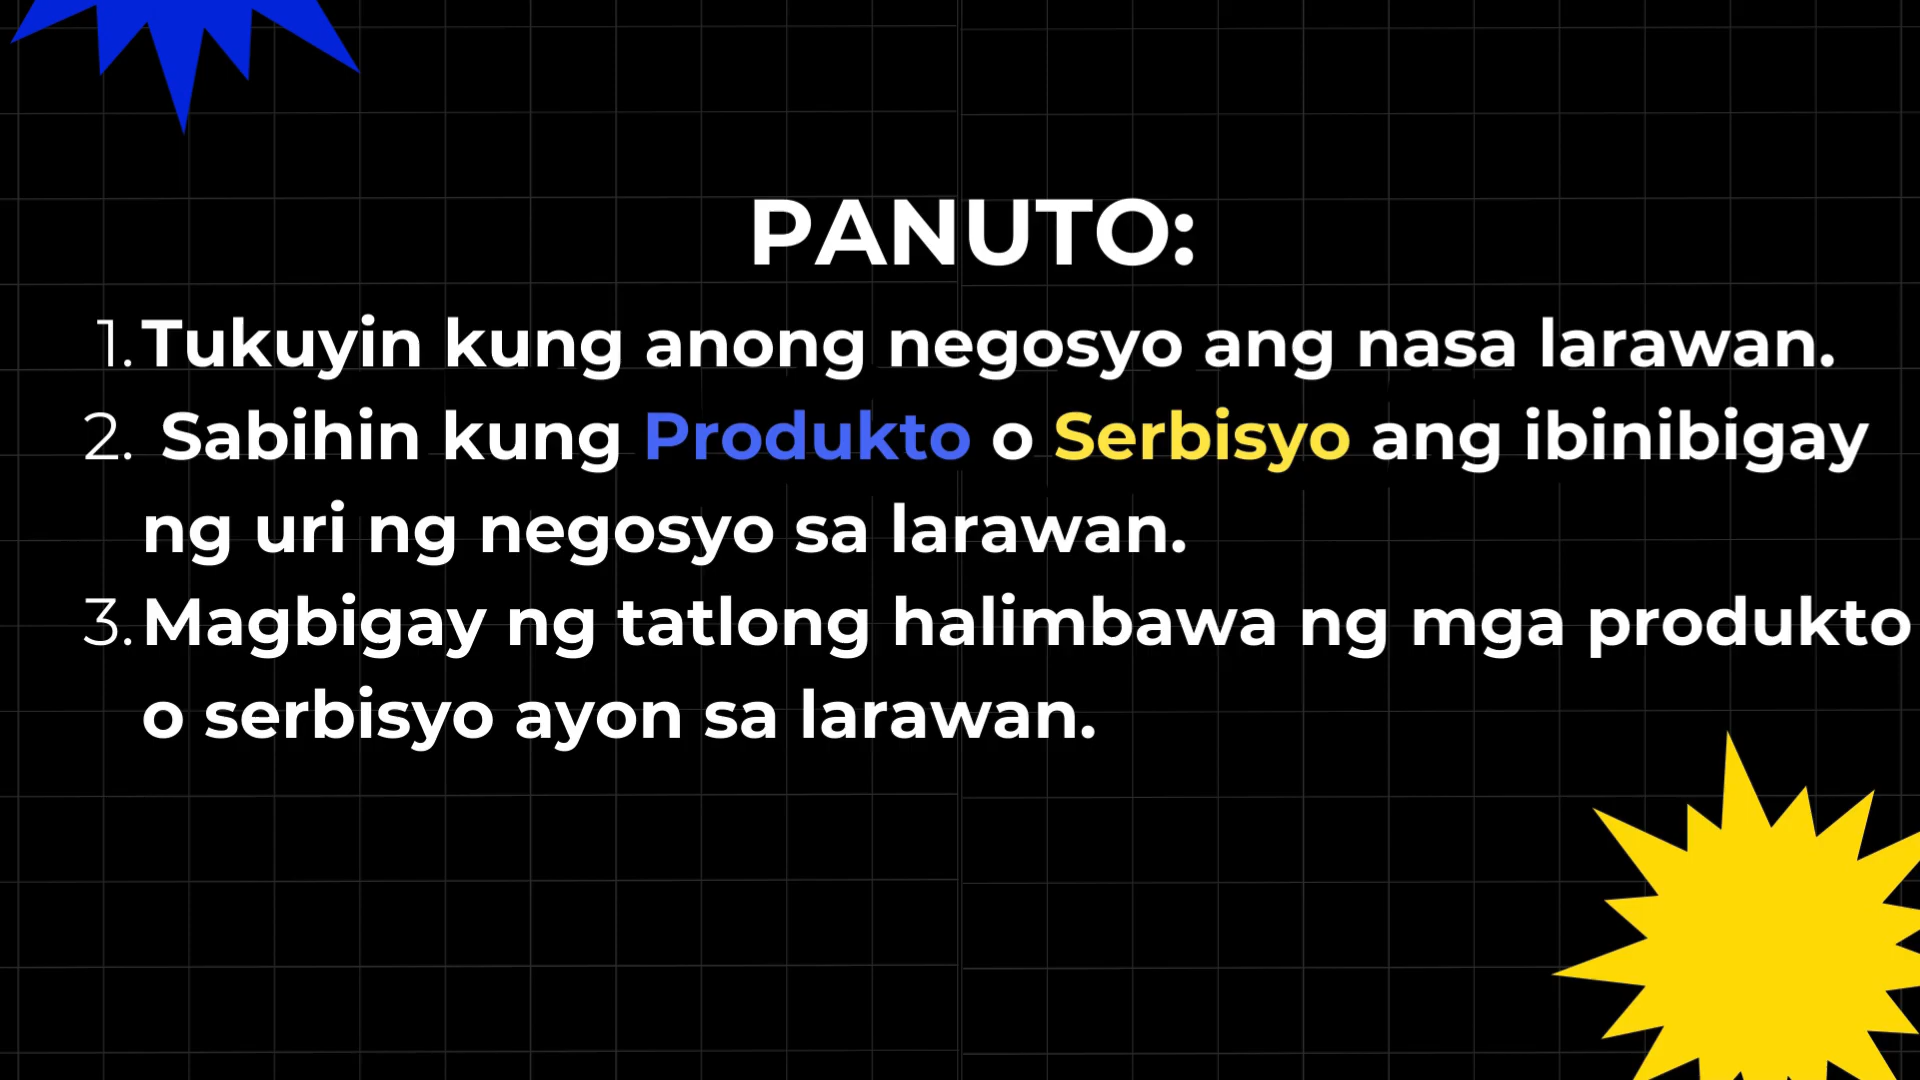 PANUTO:
1. Tukuyin kung anong negosyo ang nasa larawan.
2. Sabihin kung Produkto o Serbisyo ang ibinibigay
ng uri ng negosyo sa larawan.
3. Magbigay ng tatlong halimbawa ng mga produkto
o serbisyo ayon sa larawan.